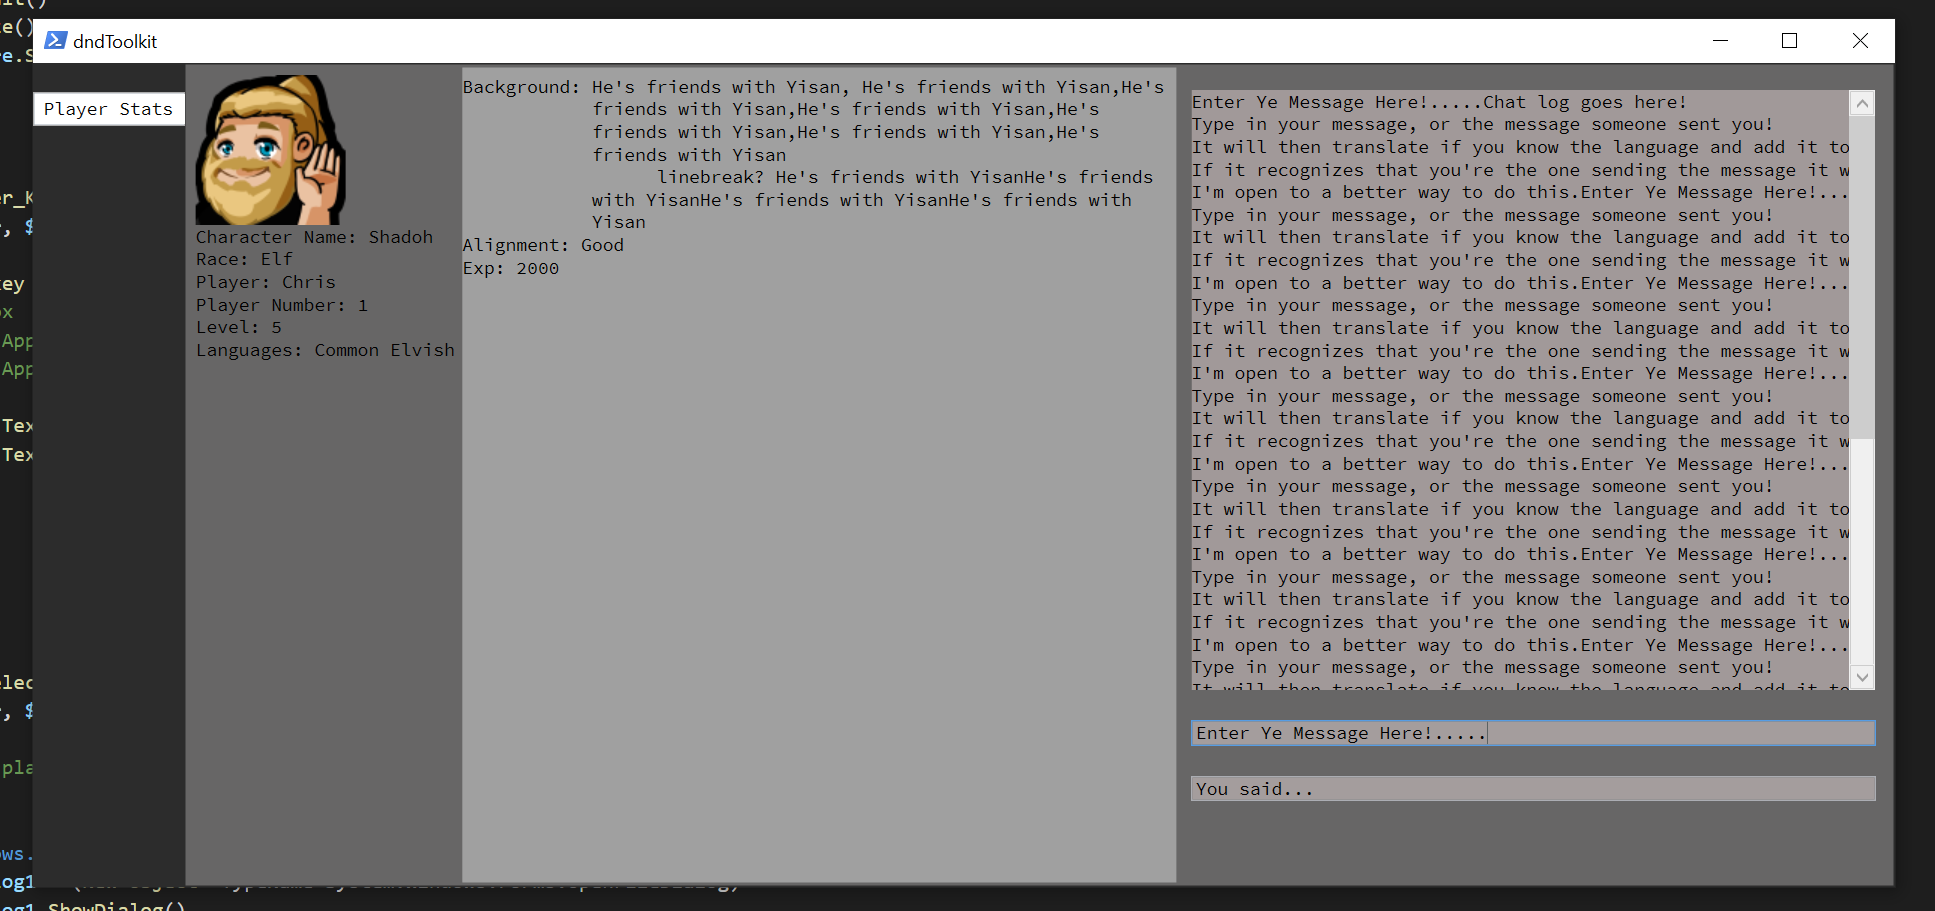 dndToolkit
Player Stats
Character Name: Shadoh
Race: Elf
Player: Chris
Player Number: 1
Level: 5
Languages: Common Elvish
Background: He's friends with Yisan, He's friends with Yisan,He's
friends with Yisan,He's friends with Yisan,He's
friends with Yisan,He's friends with Yisan,He's
friends with Yisan
linebreak? He's friends with YisanHe's friends
with YisanHe's friends with YisanHe's friends with
Yisan
Alignment: Good
Exp: 2000
Enter Ye Message Here!.....Chat log goes here!
Type in your message, or the message someone sent you!
It will then translate if you know the language and add it to
If it recognizes that you're the one sending the message it w
I'm open to a better way to do this.Enter Ye Message Here!...
Type in your message, or the message someone sent you!
It will then translate if you know the language and add it to
If it recognizes that you're the one sending the message it w
I'm open to a better way to do this.Enter Ye Message Here!...
Type in your message, or the message someone sent you!
It will then translate if you know the language and add it to
If it recognizes that you're the one sending the message it w
I'm open to a better way to do this.Enter Ye Message Here!...
Type in your message, or the message someone sent you!
It will then translate if you know the language and add it to
If it recognizes that you're the one sending the message it w
I'm open to a better way to do this.Enter Ye Message Here!...
Type in your message, or the message someone sent you!
It will then translate if you know the language and add it to
If it recognizes that you're the one sending the message it w
I'm open to a better way to do this.Enter Ye Message Here!...
Type in your message, or the message someone sent you!
It will then translate if you know the language and add it to
If it recognizes that you're the one sending the message it w
I'm open to a better way to do this.Enter Ye Message Here!...
Type in your message, or the message someone sent you!
It will then translate if you know the language and add it to
Enter Ye Message Here!.....
You said...
ShowDialog()